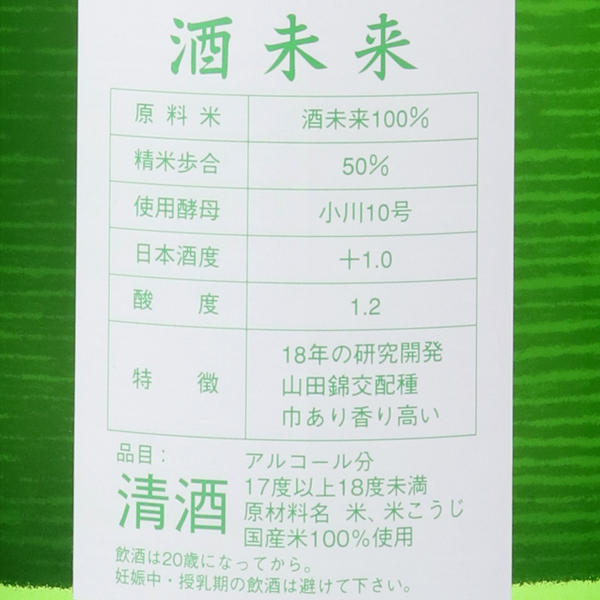 酒未来
原料米 酒未来100%
精米歩合 50%
使用酵母 小川10号
日本酒度 +1.0
酸度 1.2
特徴 18年の研究開発
山田錦交配種
巾あり香り高い
品目:
清酒
アルコール分
17度以上18度未満
原材料名 米、米こうじ
国産米100%使用
飲酒は20歳になってから。
妊娠中・授乳期の飲酒は避けて下さい。